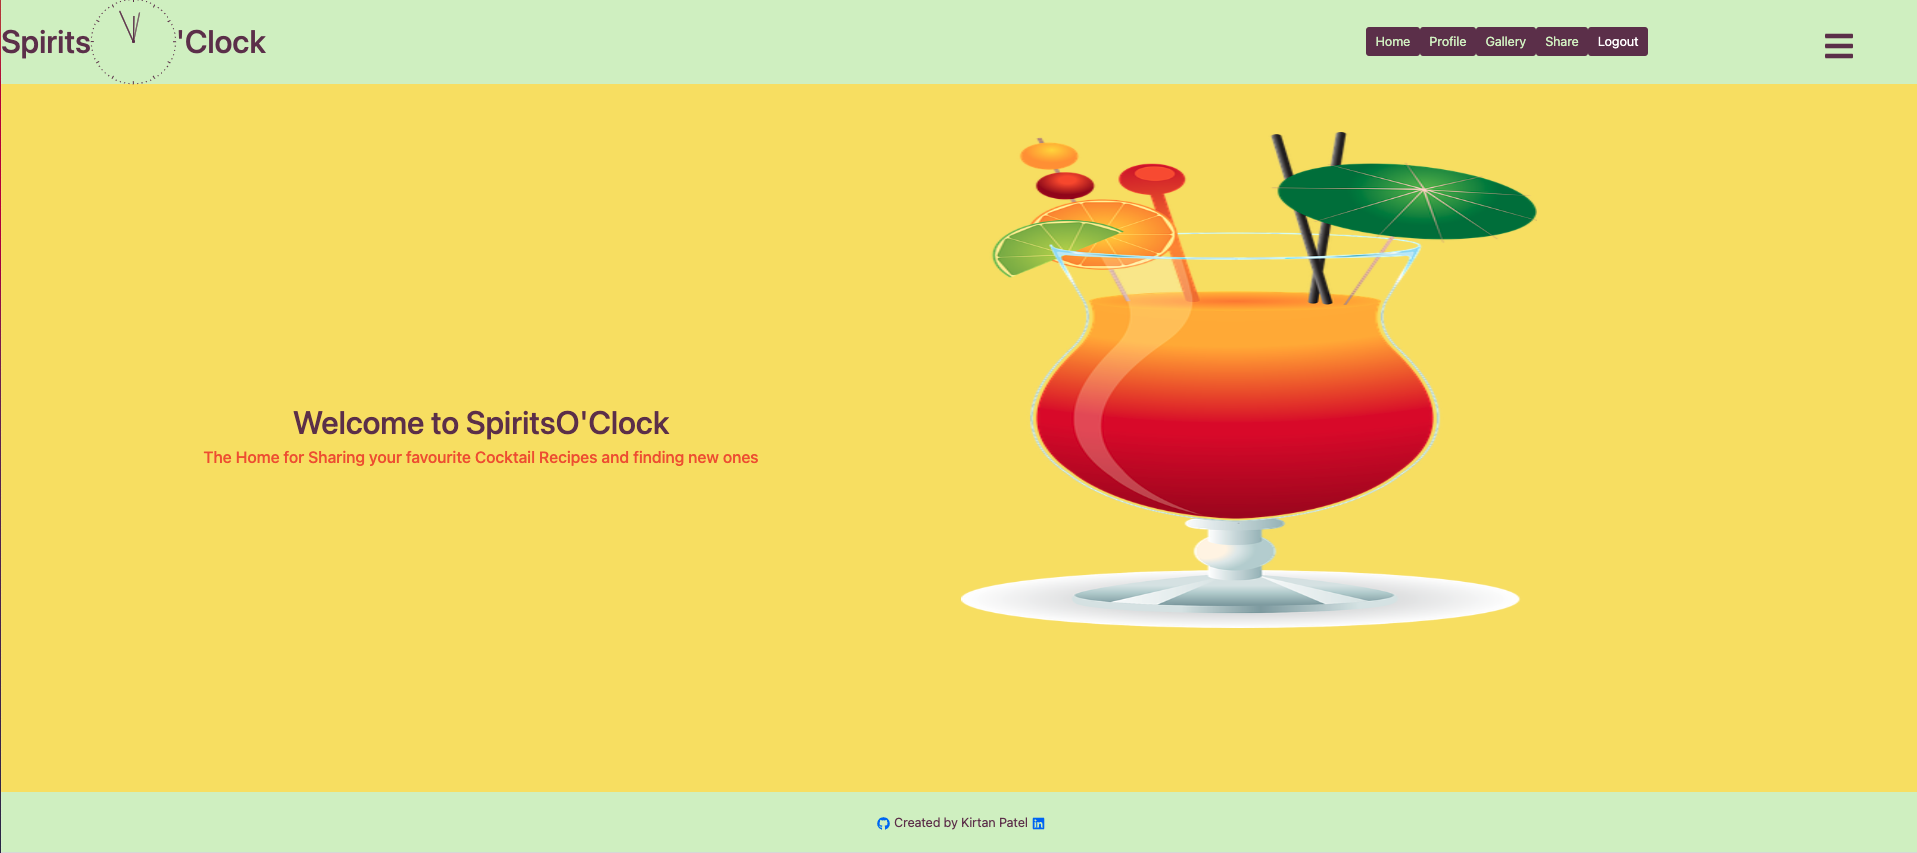 Spirits 'Clock
Home Profile Gallery Share Logout
Welcome to SpiritsO'Clock
The Home for Sharing your favourite Cocktail Recipes and finding new ones
Created by Kirtan Patel